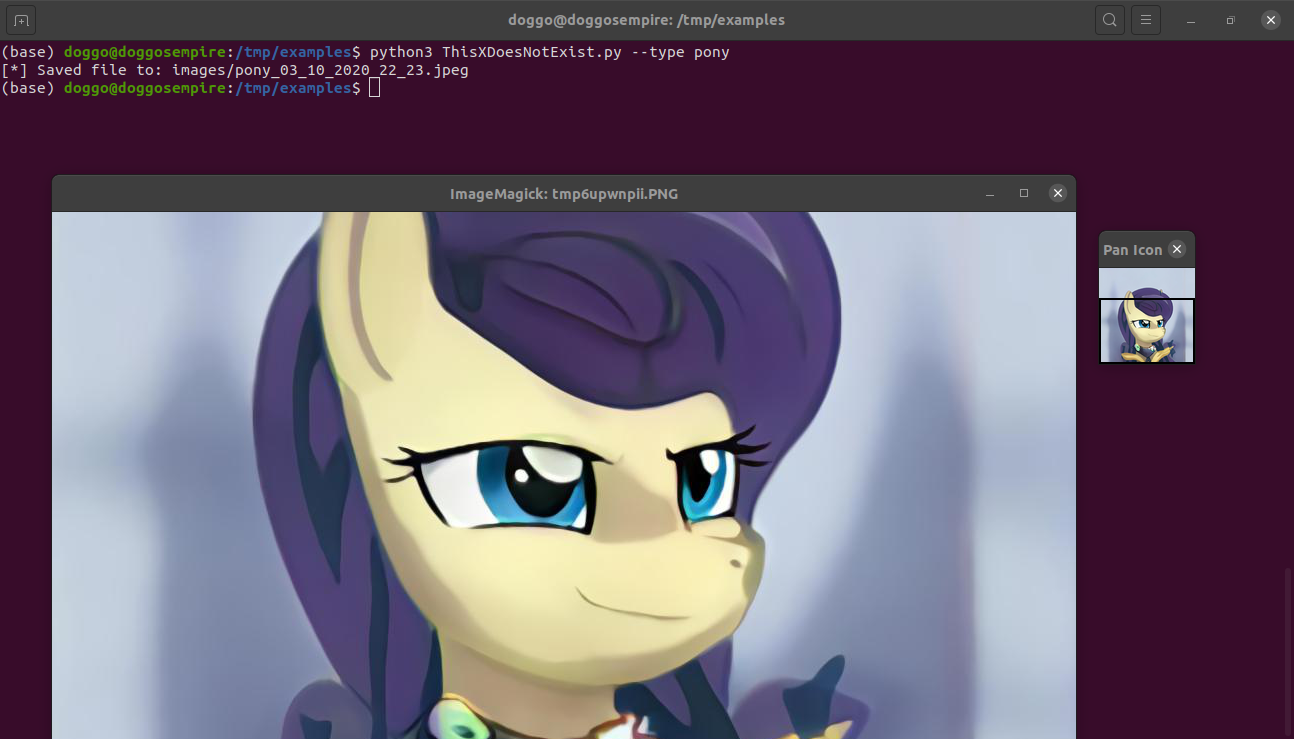 doggo@doggosempire: /tmp/examples
(base) doggo@doggosempire:/tmp/examples$ python3 ThisXDoesNotExist.py --type pony
[*] Saved file to: images/pony_03_10_2020_22_23.jpeg
(base) doggo@doggosempire:/tmp/examples$
ImageMagick: tmp6upwnpii.PNG
Pan Icon